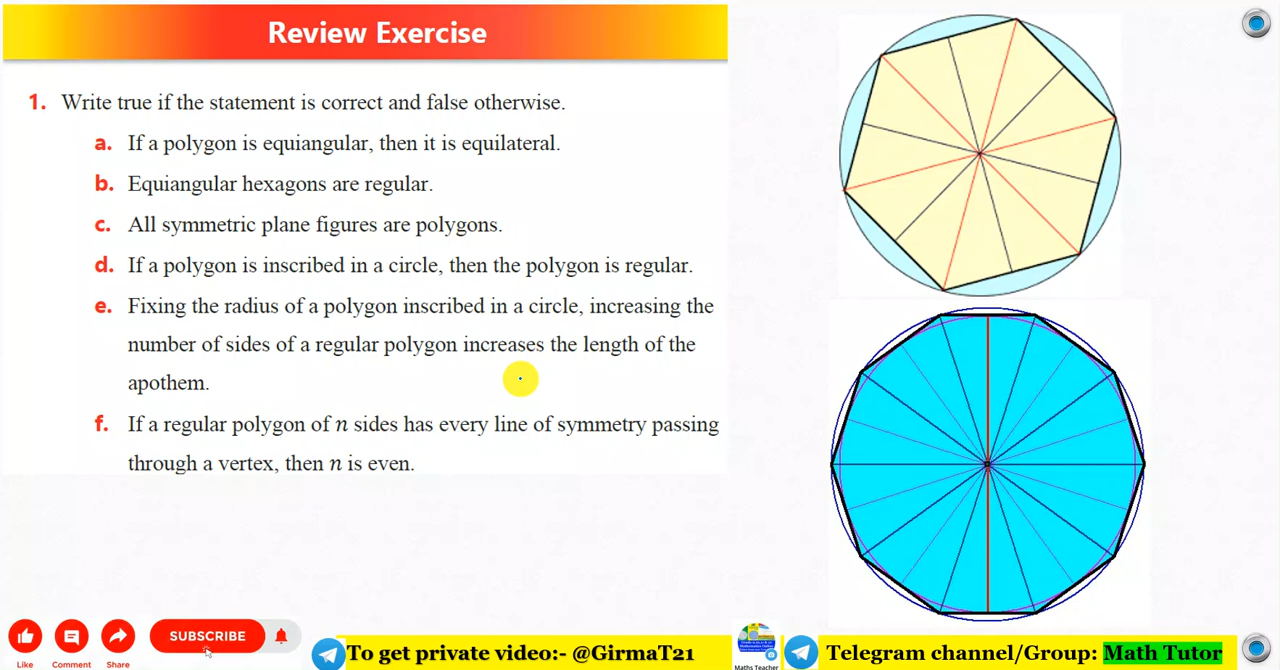 Review Exercise
1. Write true if the statement is correct and false otherwise.
a. If a polygon is equiangular, then it is equilateral.
b. Equiangular hexagons are regular.
c. All symmetric plane figures are polygons.
d. If a polygon is inscribed in a circle, then the polygon is regular.
e. Fixing the radius of a polygon inscribed in a circle, increasing the
number of sides of a regular polygon increases the length of the
apothem.
f. If a regular polygon of n sides has every line of symmetry passing
through a vertex, then n is even.
SUBSCRIBE
Like Comment Share
To get private video:- @GirmaT21
Maths Teacher
Telegram channel/Group: Math Tutor